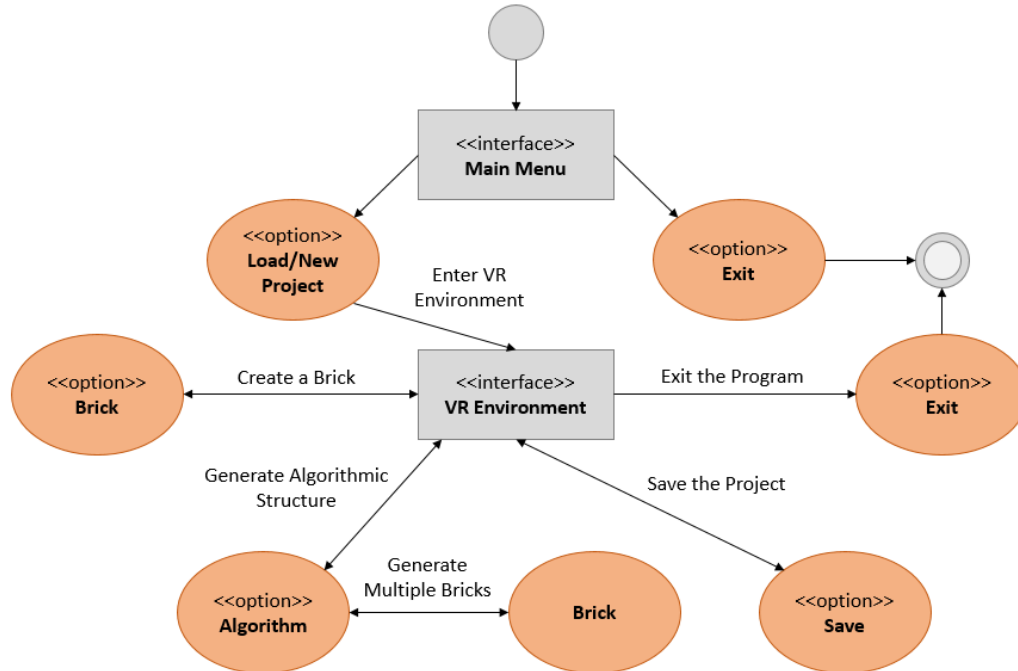 <<interface>>
Main Menu
<<option>>
Load/New
Project
<<option>>
Exit
Enter VR
Environment
<<option>>
Brick
Create a Brick
<<interface>>
VR Environment
Exit the Program
<<option>>
Exit
Generate Algorithmic
Structure
Save the Project
<<option>>
Algorithm
Generate
Multiple Bricks
Brick
<<option>>
Save